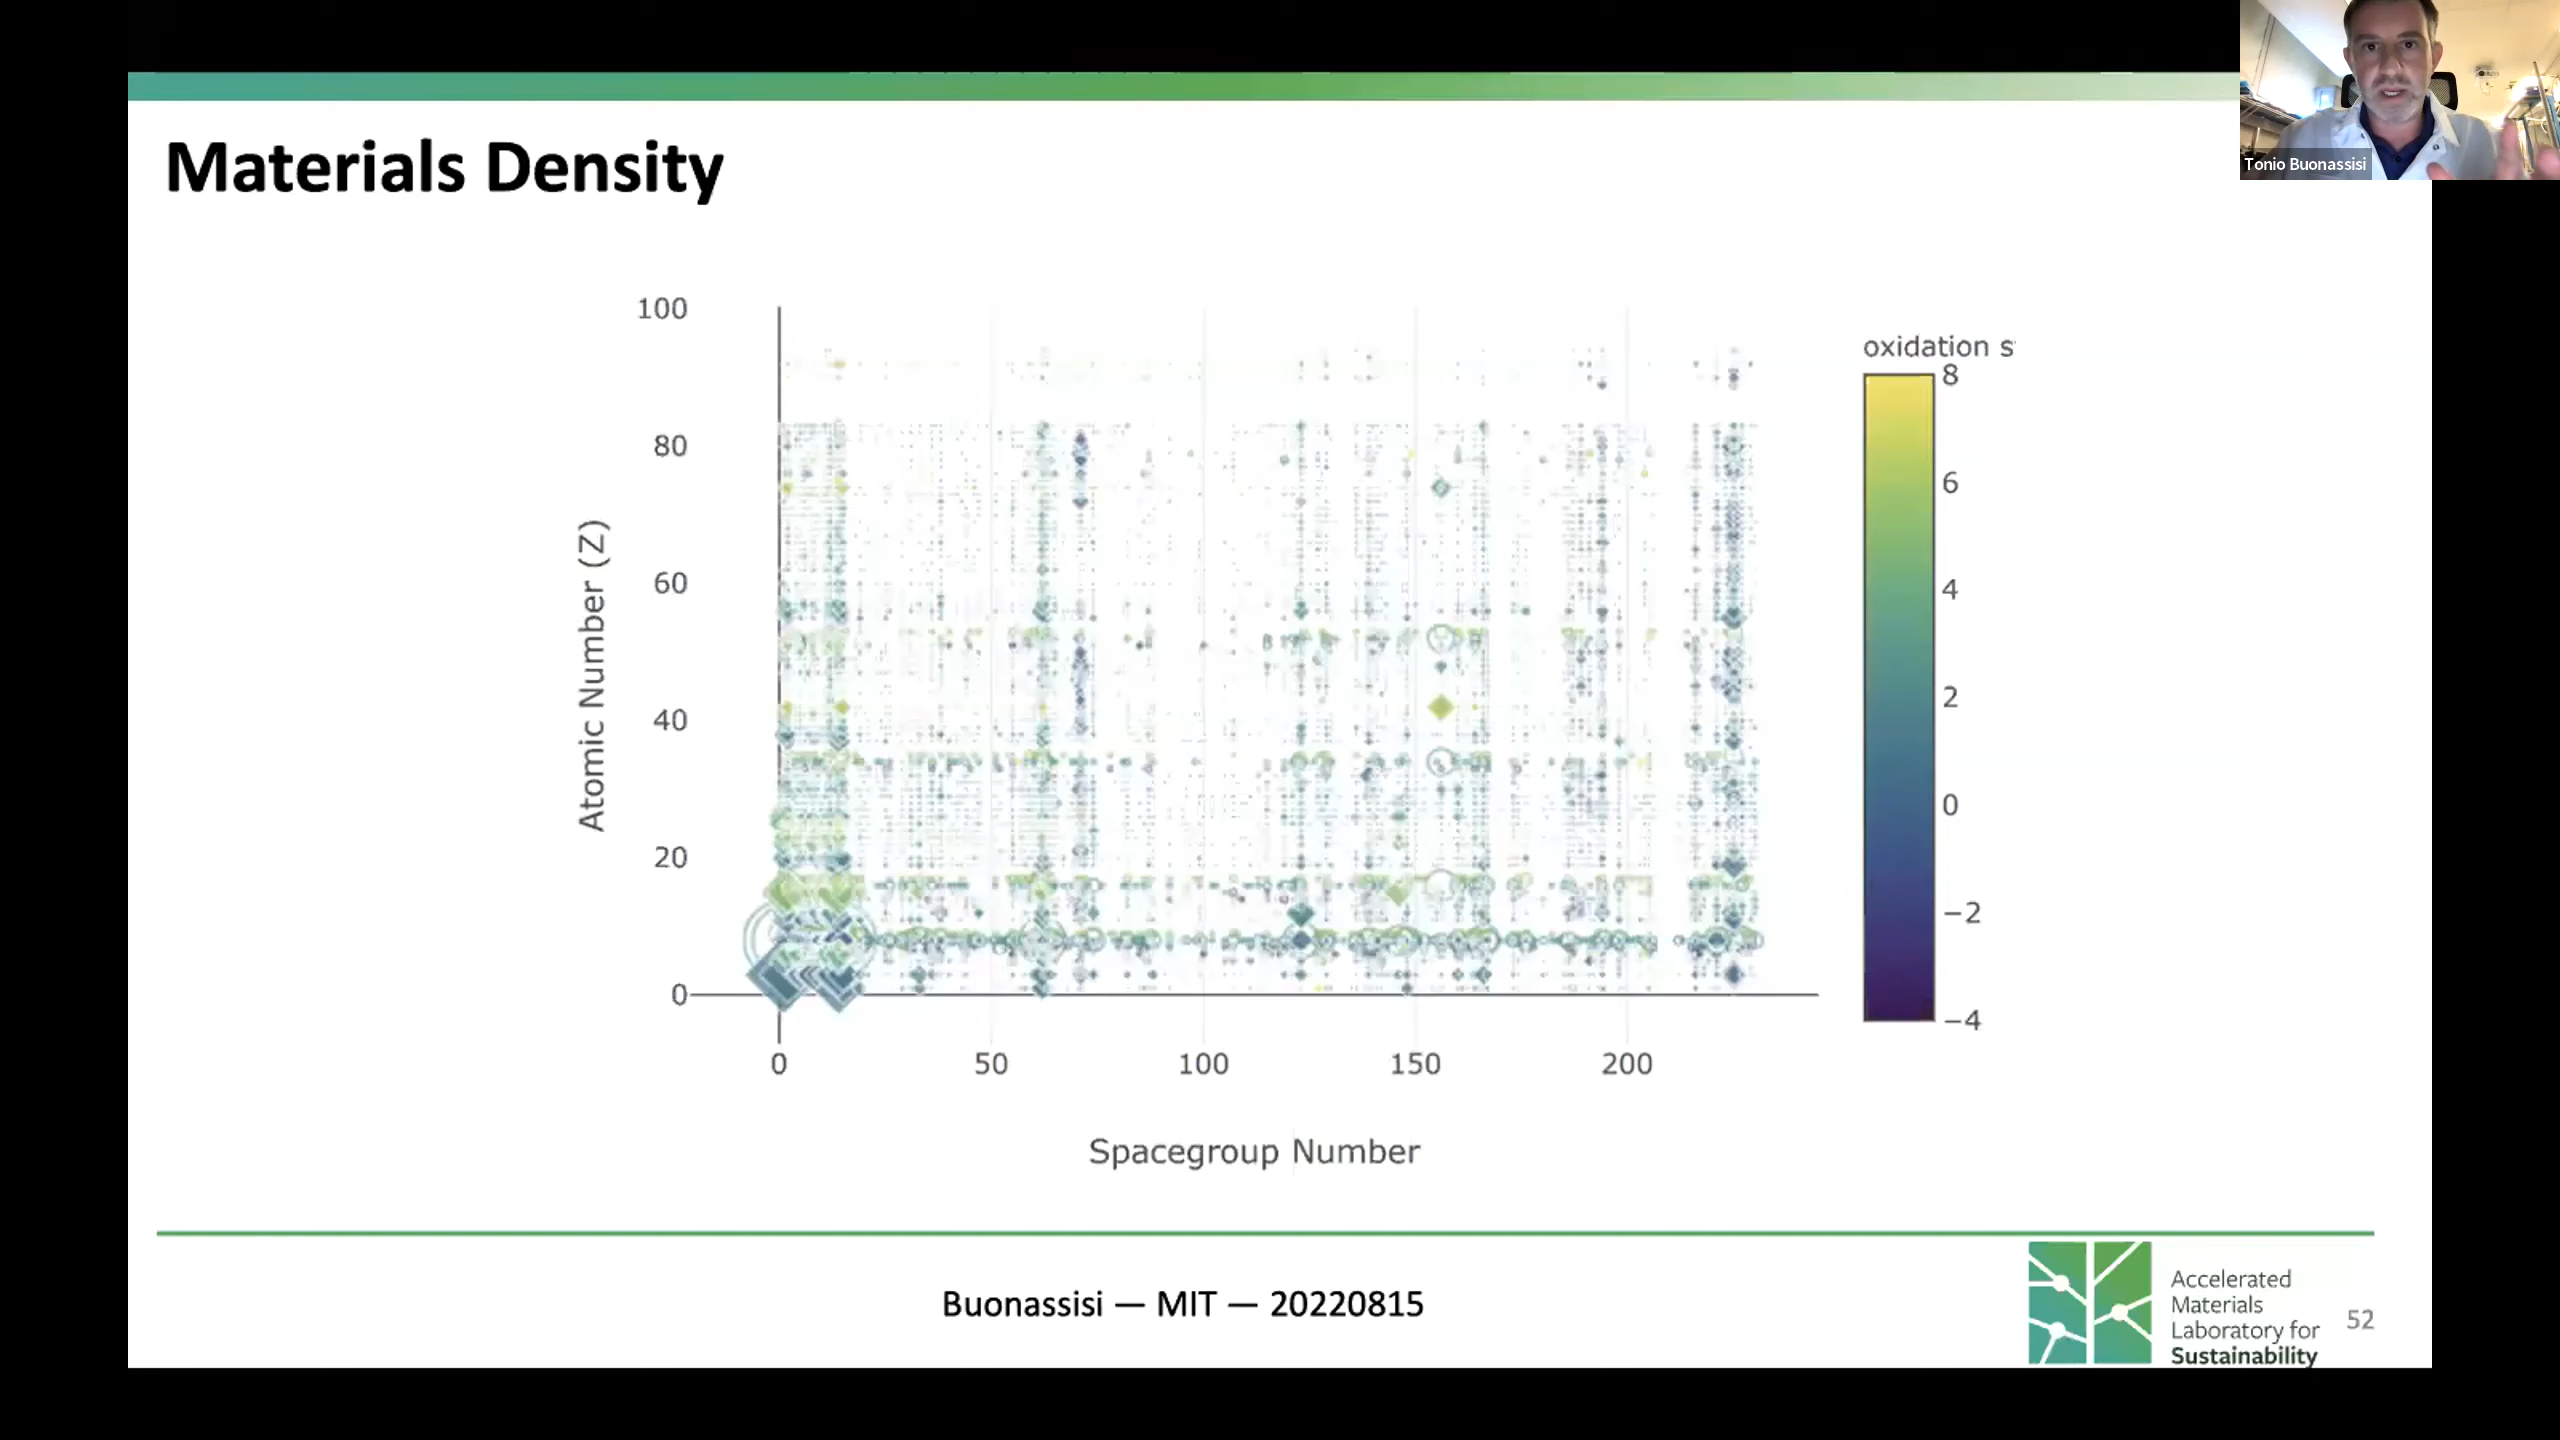 Tonio Buonassisi
Materials Density
100
80
60
40
20
0
Atomic Number (Z)
0
50
100
150
200
Spacegroup Number
oxidation s
8
6
4
2
0
−2
−4
Buonassisi — MIT — 20220815
Accelerated
Materials
Laboratory for
Sustainability
52